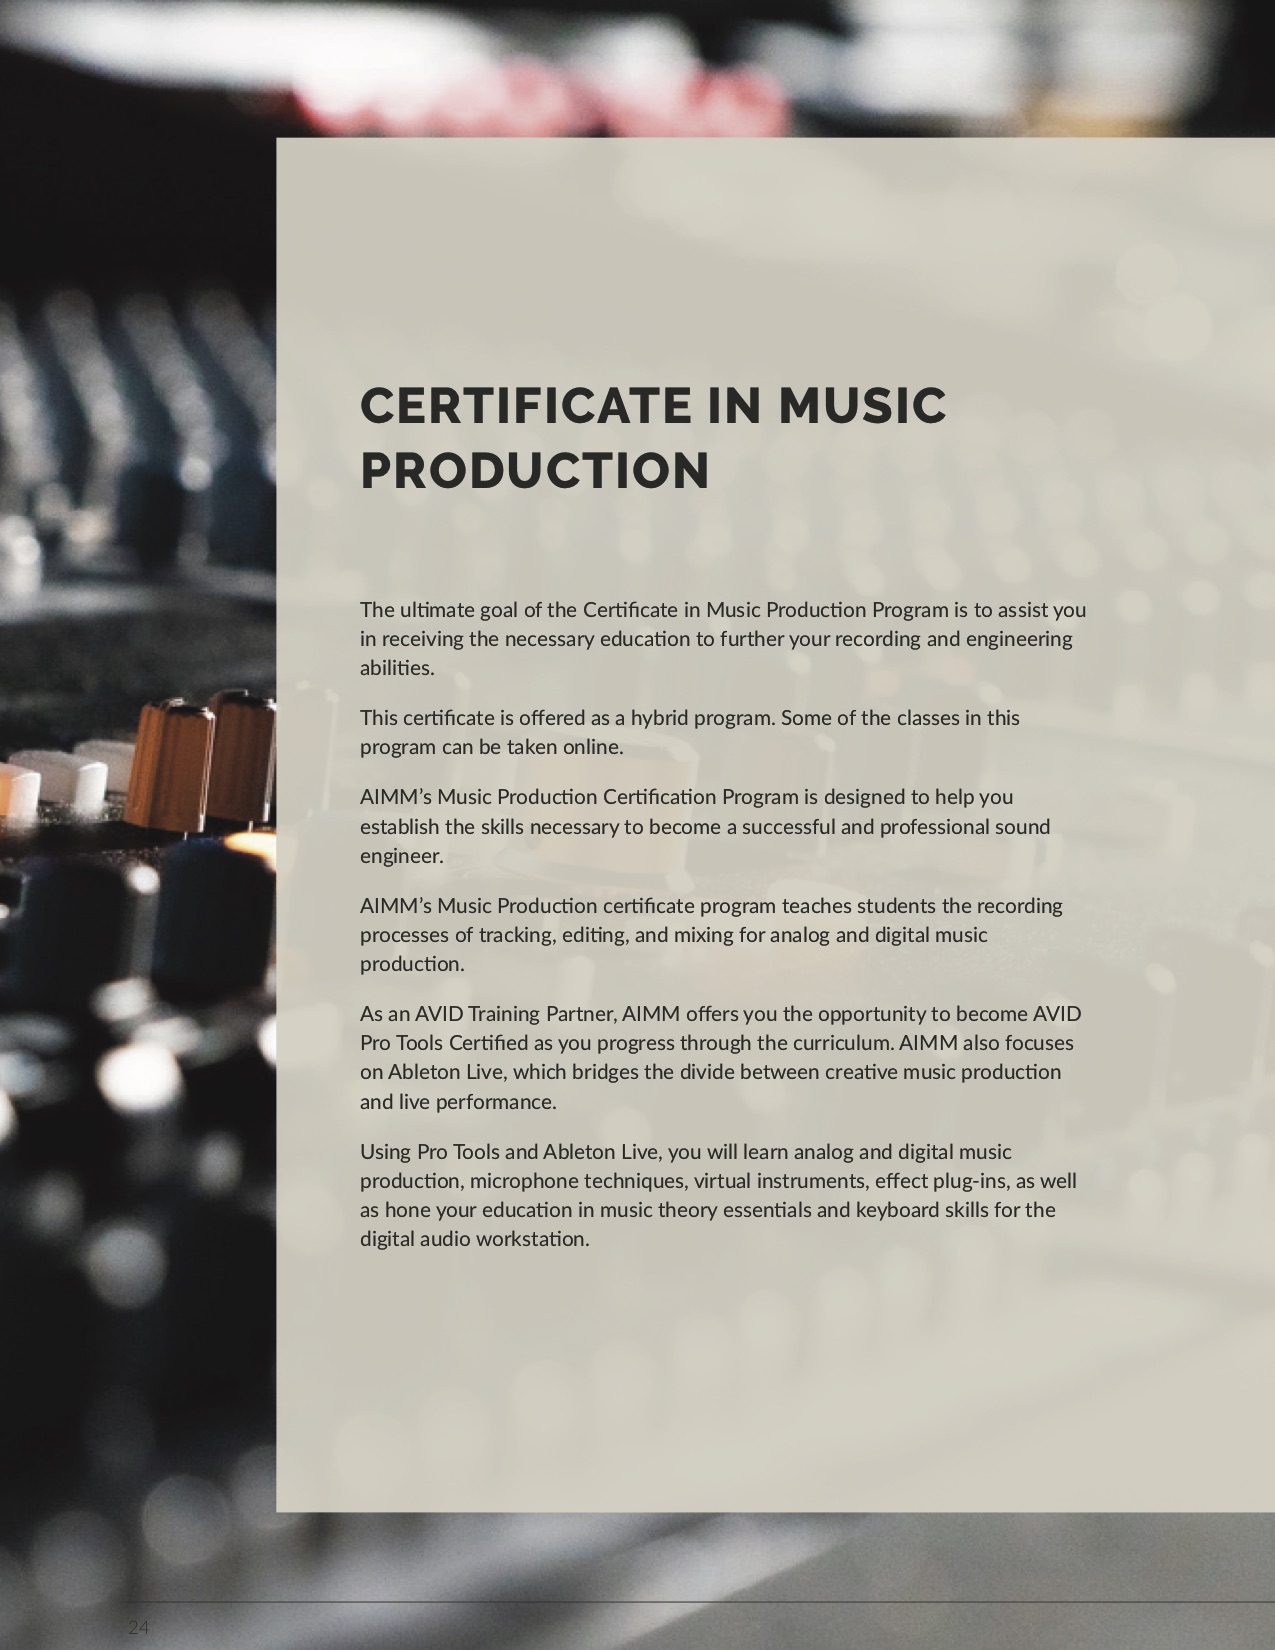 CERTIFICATE IN MUSIC
PRODUCTION
The ultimate goal of the Certificate in Music Production Program is to assist you
in receiving the necessary education to further your recording and engineering
abilities.
This certificate is offered as a hybrid program. Some of the classes in this
program can be taken online.
AIMM’s Music Production Certification Program is designed to help you
establish the skills necessary to become a successful and professional sound
engineer.
AIMM’s Music Production certificate program teaches students the recording
processes of tracking, editing, and mixing for analog and digital music
production.
As an AVID Training Partner, AIMM offers you the opportunity to become AVID
Pro Tools Certified as you progress through the curriculum. AIMM also focuses
on Ableton Live, which bridges the divide between creative music production
and live performance.
Using Pro Tools and Ableton Live, you will learn analog and digital music
production, microphone techniques, virtual instruments, effect plug-ins, as well
as hone your education in music theory essentials and keyboard skills for the
digital audio workstation.
24